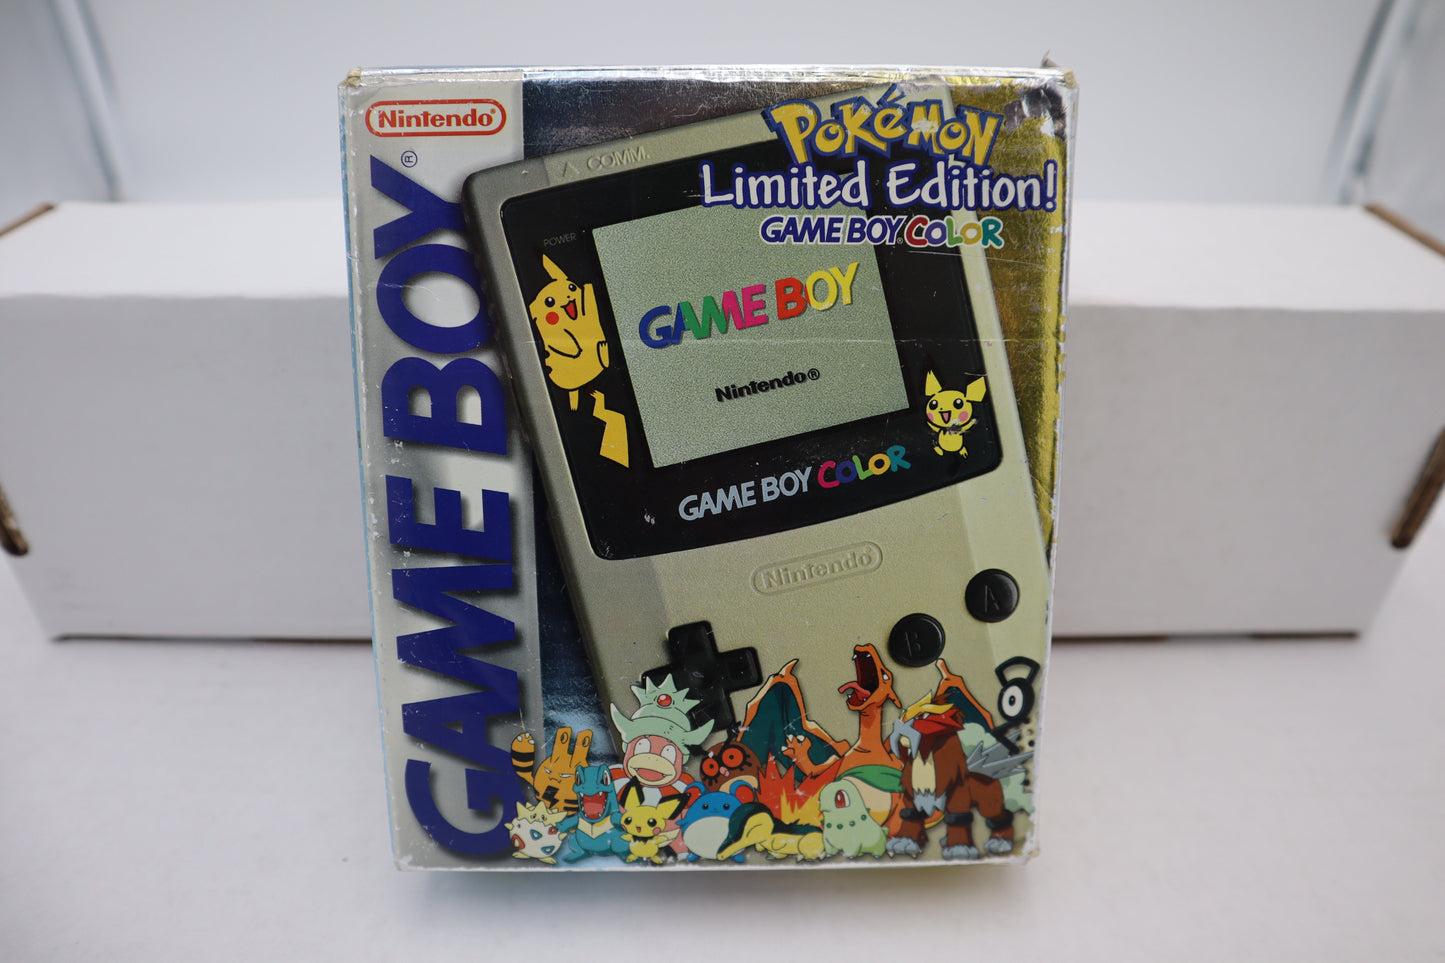 Nintendo®
GAME BOY®
POKéMON
Limited Edition!
GAME BOY® COLOR
COMM.
POWER
GAME BOY
Nintendo®
GAME BOY COLOR
Nintendo®
A
B